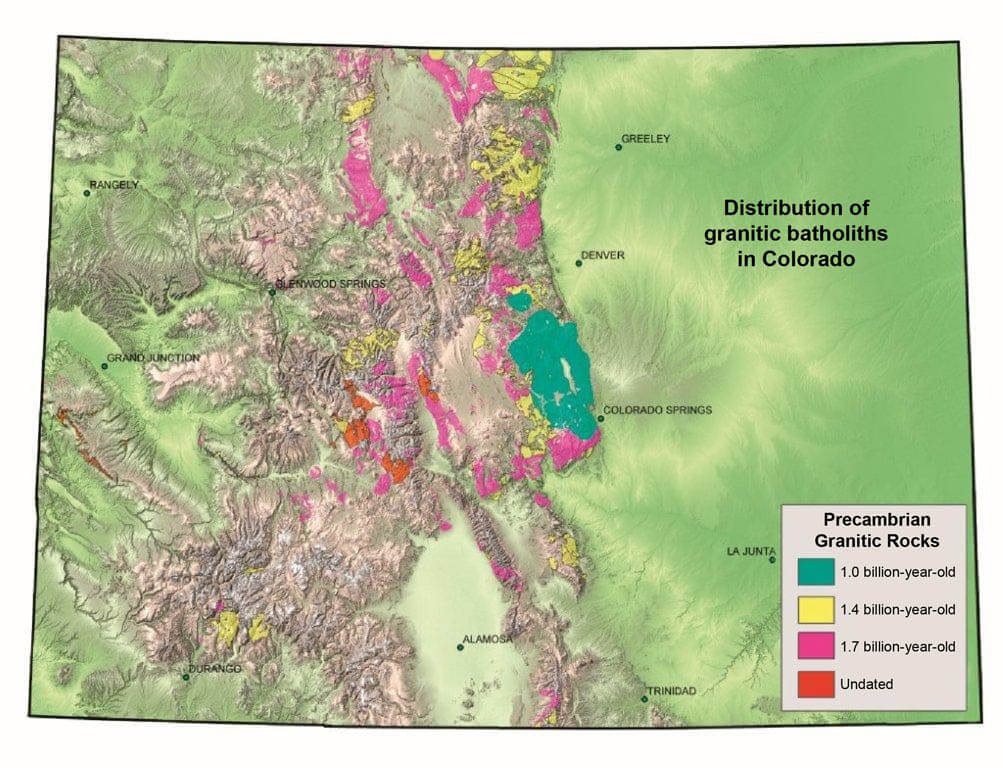 GREELEY
RANGELY
Distribution of
granitic batholiths
in Colorado
DENVER
GLENWOOD SPRINGS
GRAND JUNCTION
COLORADO SPRINGS
Precambrian
Granitic Rocks
LA JUNTA
1.0 billion-year-old
1.4 billion-year-old
1.7 billion-year-old
ALAMOSA
DURANGO
Undated
TRINIDAD